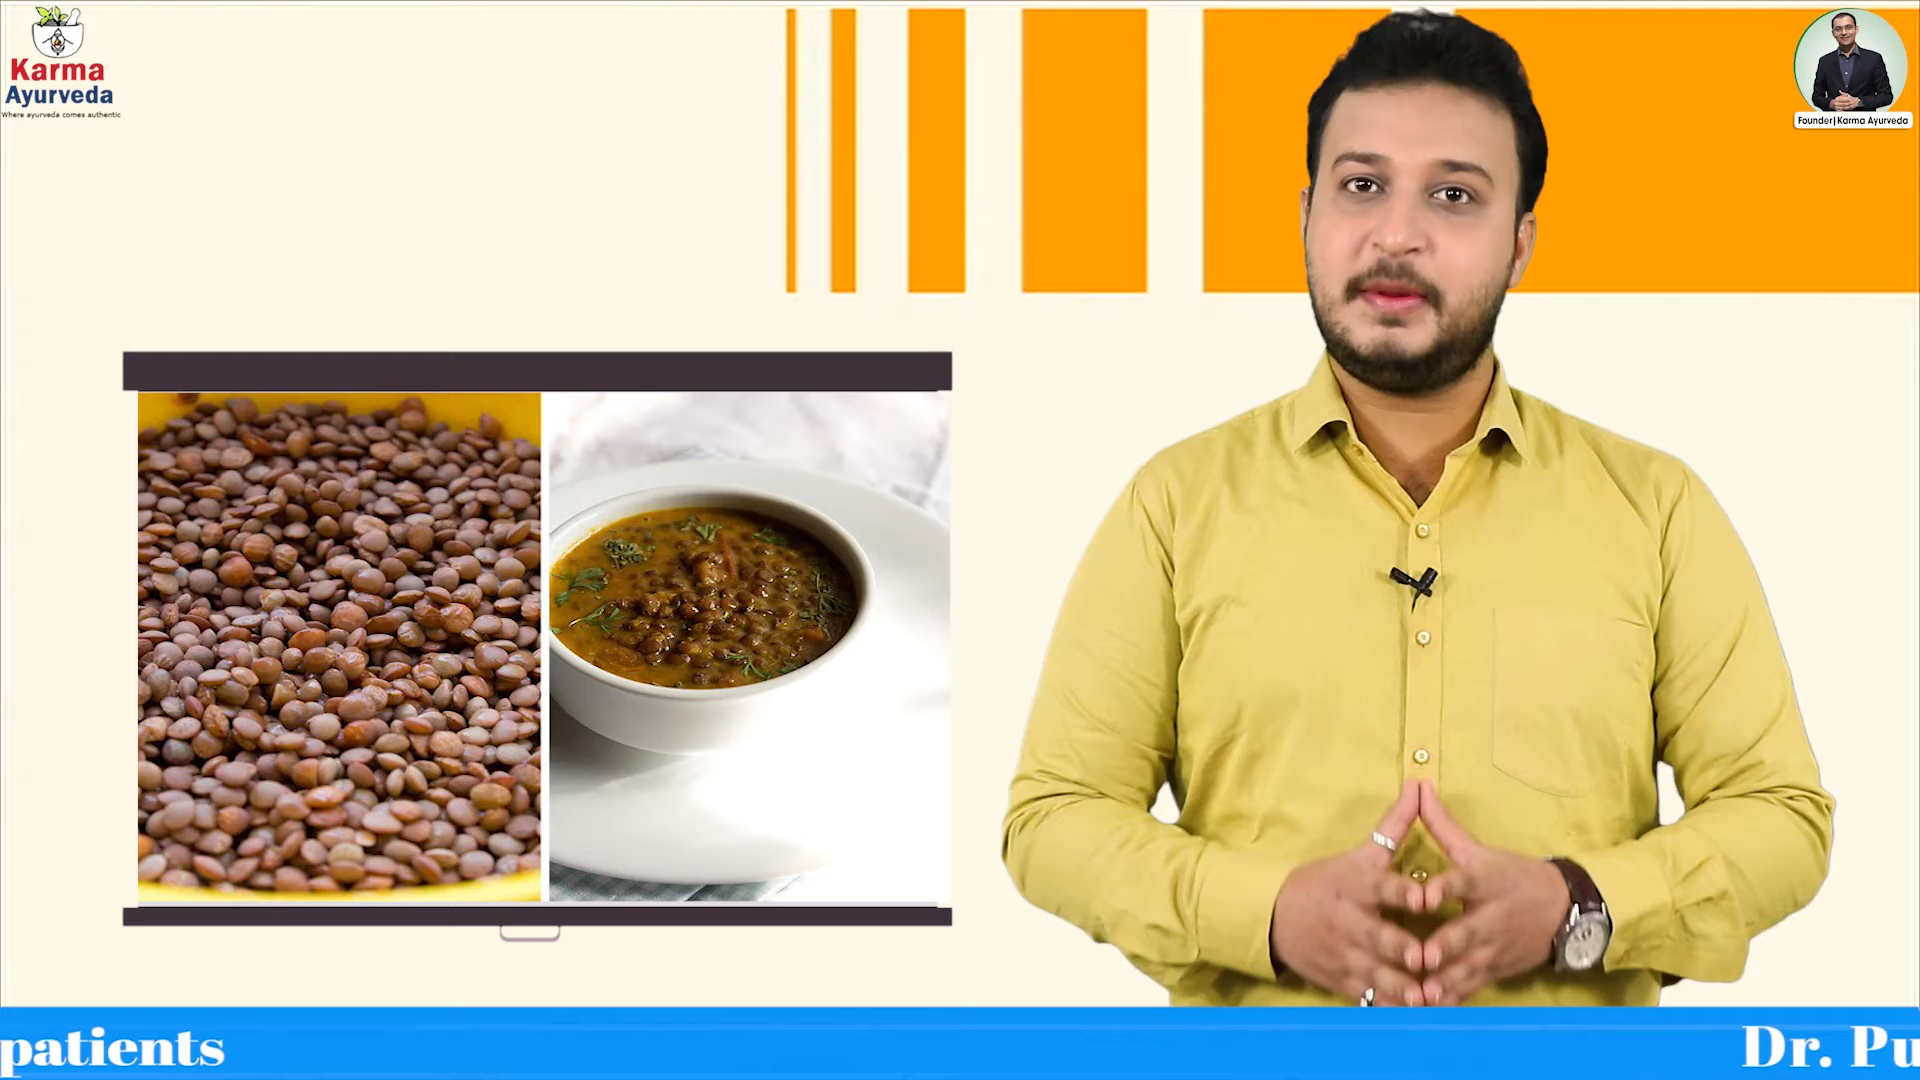 Karma
Ayurveda
Where ayurveda comes authentic
Founder|Karma Ayurveda
patients
Dr. Pu